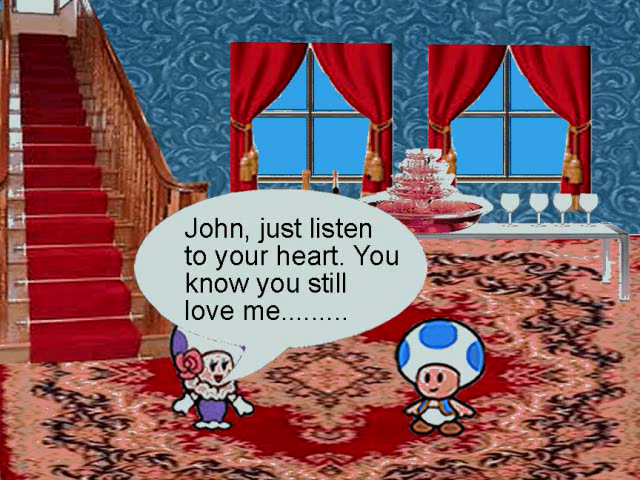 John, just listen
to your heart. You
know you still
love me.........